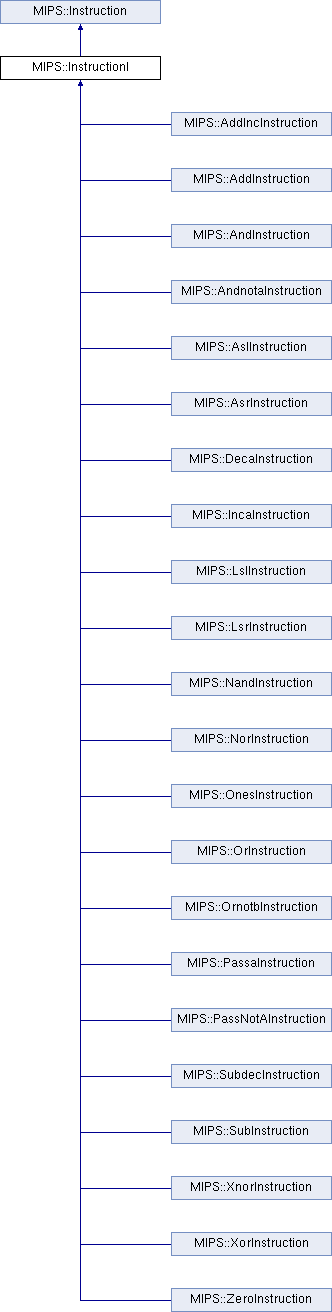 MIPS::Instruction
MIPS::InstructionI
MIPS::AddIncInstruction
MIPS::AddInstruction
MIPS::AndInstruction
MIPS::AndnotaInstruction
MIPS::AslInstruction
MIPS::AsrInstruction
MIPS::DecaInstruction
MIPS::IncaInstruction
MIPS::LslInstruction
MIPS::LsrInstruction
MIPS::NandInstruction
MIPS::NorInstruction
MIPS::OnesInstruction
MIPS::OrInstruction
MIPS::OrnotbInstruction
MIPS::PassaInstruction
MIPS::PassNotAInstruction
MIPS::SubdecInstruction
MIPS::SubInstruction
MIPS::XnorInstruction
MIPS::XorInstruction
MIPS::ZeroInstruction